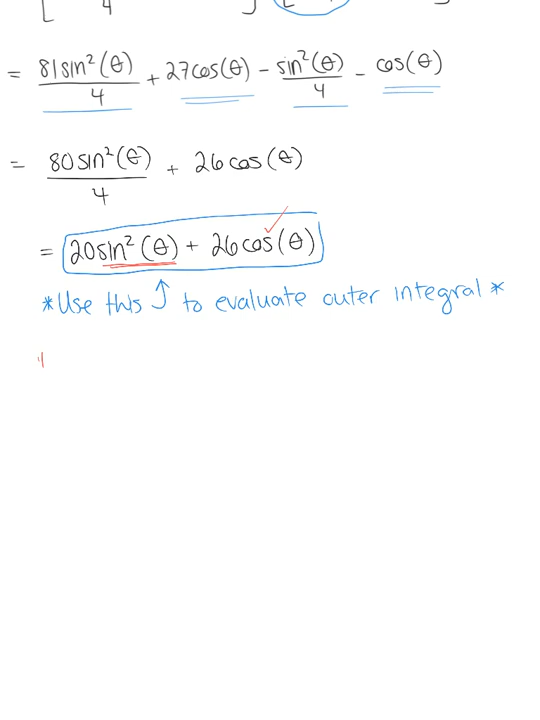 = 81sin²(θ)/4 + 27cos(θ) - sin²(θ)/4 - cos(θ)
= 80sin²(θ)/4 + 26cos(θ)
= 20sin²(θ) + 26cos(θ)
*Use this ↑ to evaluate outer integral *